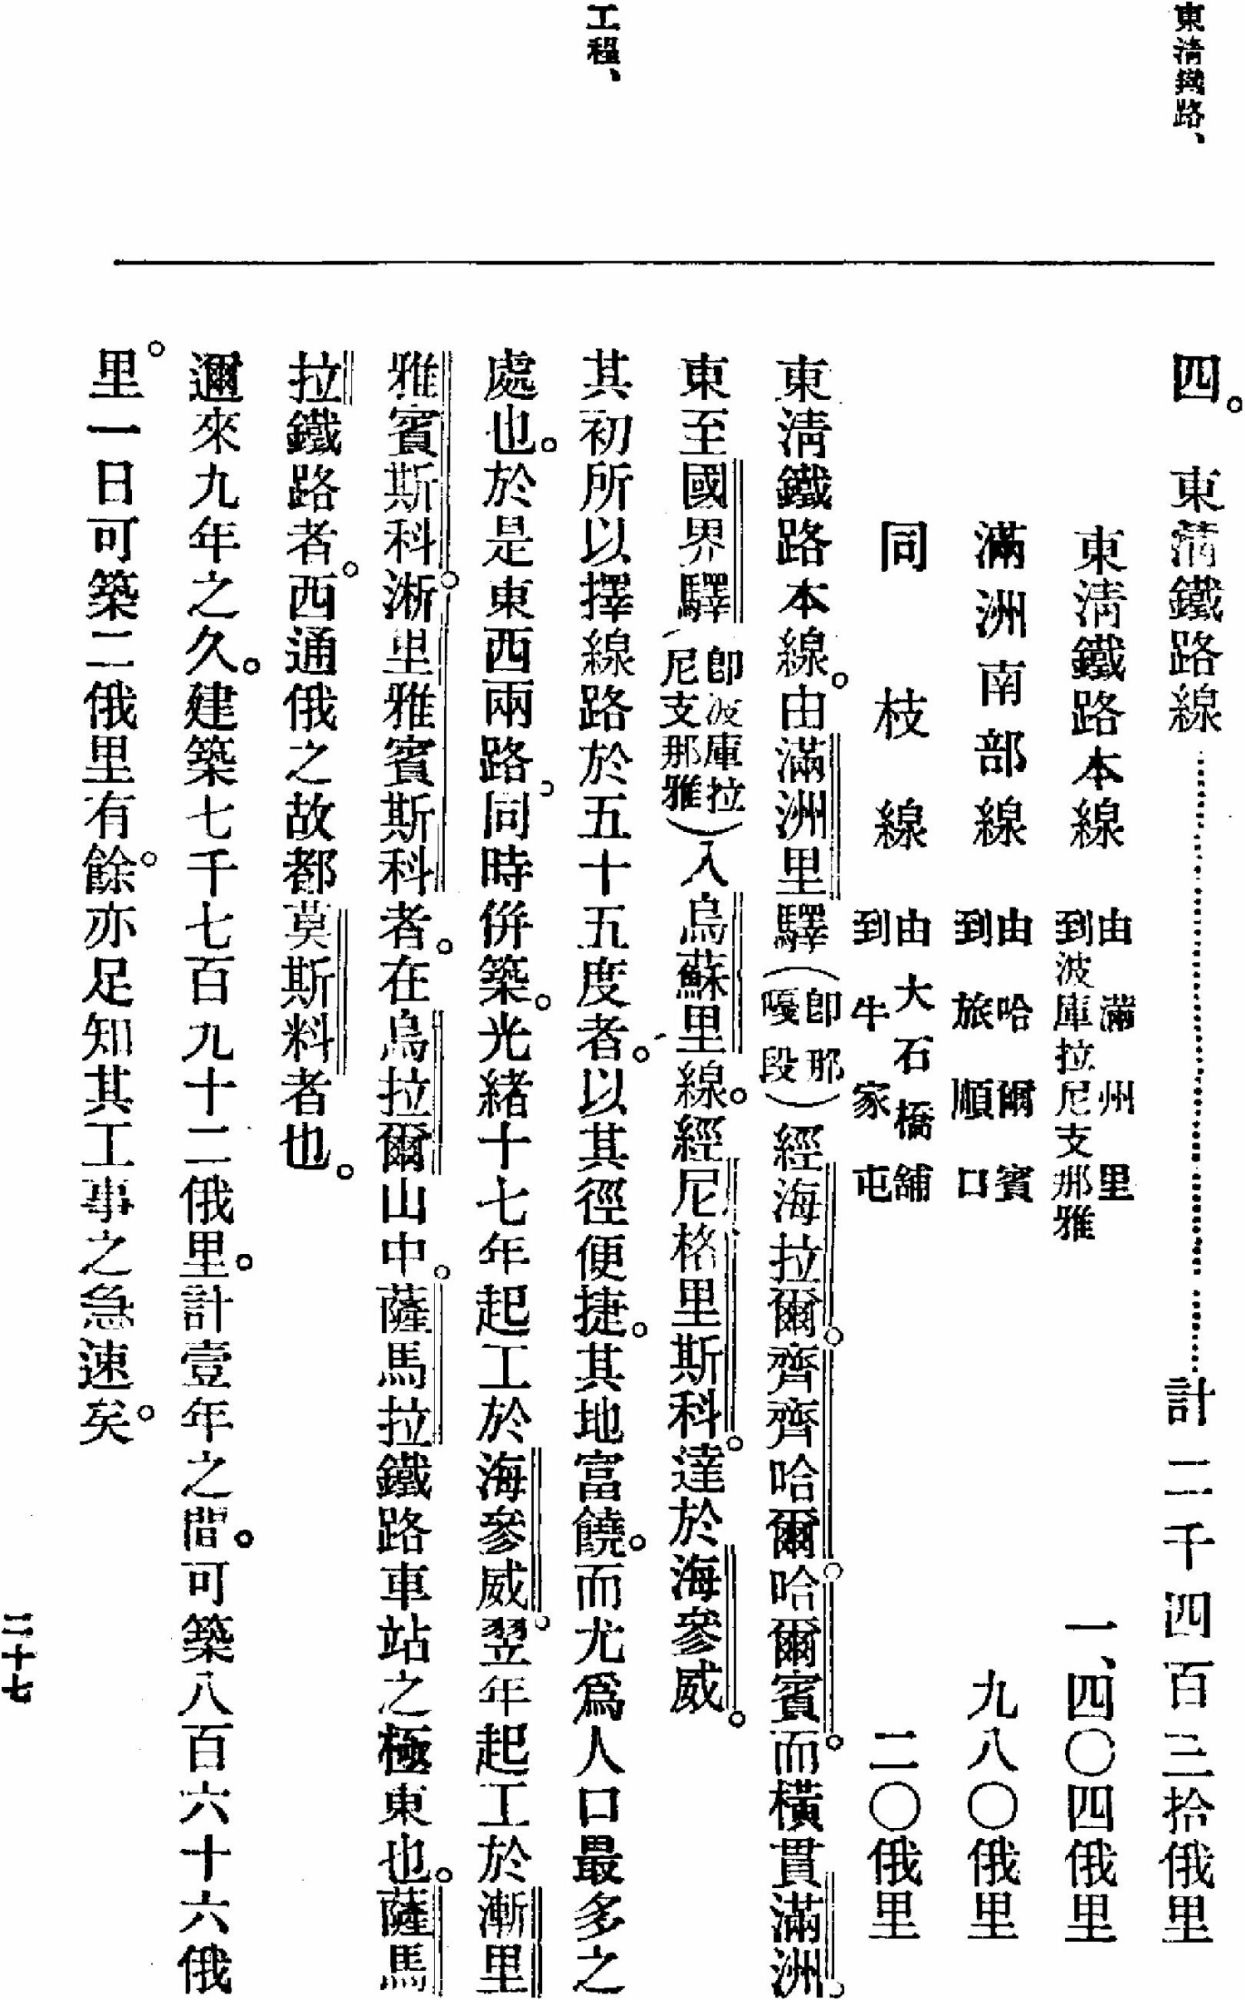 東淸鐵路、
工程、
四。　東淸鐵路線……………………計二千四百三拾俄里
東淸鐵路本線　由滿州里到波庫拉尼支那雅　一、四〇四俄里
滿洲南部線　由哈爾賓到旅順口　九八〇俄里
同枝線　由大石橋舖到牛家屯　二〇俄里
東淸鐵路本線。由滿洲里驛(卽那嗄段)經海拉爾。齊齊哈爾。哈爾賓。而橫貫滿洲。
東至國界驛(卽波庫拉尼支那雅)入烏蘇里線。經尼格里斯科。達於海參威。
其初所以擇線路於五十五度者。以其徑便捷。其地富饒。而尤爲人口最多之
處也。於是東西兩路。同時倂築。光緒十七年起工於海參威。翌年起工於漸里
雅賓斯科。淅里雅賓斯科者。在烏拉爾山中。薩馬拉鐵路車站之極東也。薩馬
拉鐵路者。西通俄之故都莫斯料者也。
邇來九年之久。建築七千七百九十二俄里。計壹年之間。可築八百六十六俄
里。一日可築二俄里有餘。亦足知其工事之急速矣。
二十七